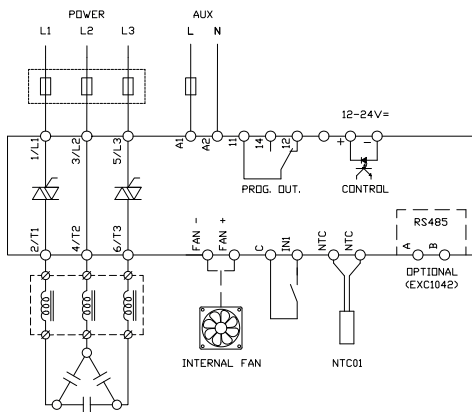 POWER AUX
L1 L2 L3 L N
12-24V=
1/L1 3/L2 5/L3 A1 A2 11 14 12 + -
PROG. OUT. CONTROL
RS485
2/T1 4/T2 6/T3 FAN - FAN + C IN1 NTC NTC A B
OPTIONAL
(EXC1042)
INTERNAL FAN NTC01